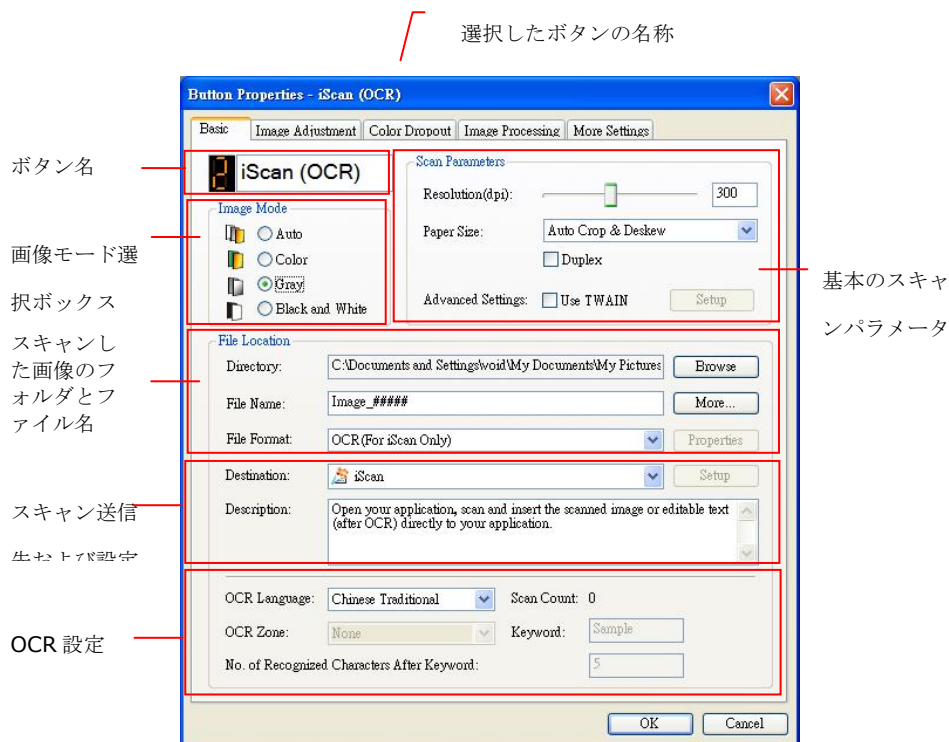 選択したボタンの名称
Button Properties - iScan (OCR)
Basic Image Adjustment Color Dropout Image Processing More Settings
ボタン名
2 iScan (OCR)
Scan Parameters
Resolution(dpi): 300
Paper Size: Auto Crop & Deskew
Duplex
Advanced Settings: Use TWAIN Setup
基本のスキャ
ンパラメータ
画像モード選
択ボックス
Image Mode
Auto
Color
Gray
Black and White
スキャンし
た画像のフ
ォルダとフ
ァイル名
File Location
Directory: C:\Documents and Settings\void\My Documents\My Pictures Browse
File Name: Image_##### More...
File Format: OCR(For iScan Only) Properties
スキャン送信
先および設定
Destination: iScan Setup
Description: Open your application, scan and insert the scanned image or editable text
(after OCR) directly to your application.
OCR 設定
OCR Language: Chinese Traditional Scan Count: 0
OCR Zone: None Keyword: Sample
No. of Recognized Characters After Keyword: 5
OK Cancel